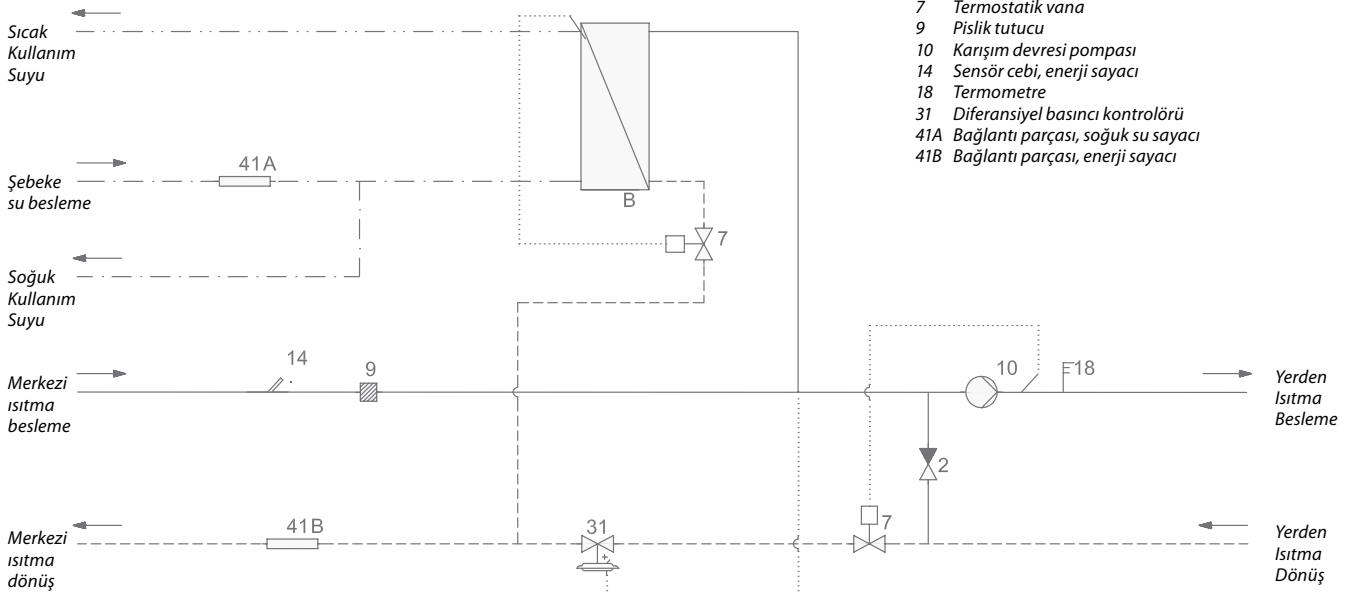 7 Termostatik vana
9 Pislik tutucu
10 Karışım devresi pompası
14 Sensör cebi, enerji sayacı
18 Termometre
31 Diferansiyel basıncı kontrolörü
41A Bağlantı parçası, soğuk su sayacı
41B Bağlantı parçası, enerji sayacı
Sıcak
Kullanım
Suyu
41A
Şebeke
su besleme
B
7
Soğuk
Kullanım
Suyu
14
9
10
18
Merkezi
ısıtma
besleme
Yerden
Isıtma
Besleme
2
41B
31
7
Merkezi
ısıtma
dönüş
+
Yerden
Isıtma
Dönüş